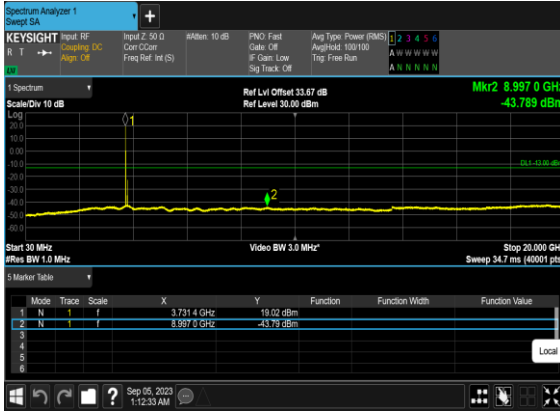 Spectrum Analyzer 1
Swept SA
+
KEYSIGHT Input: RF Input Z: 50 Ω #Atten: 10 dB PNO: Fast Avg Type: Power (RMS) 1 2 3 4 5 6
R T Coupling: DC Corr CCorr Gate: Off Avg|Hold: 100/100 A W W W W W
Align: Off Freq Ref: Int (S) IF Gain: Low Trig: Free Run
Sig Track: Off A N N N N N
1 Spectrum
Ref Lvl Offset 33.67 dB Mkr2 8.997 0 GHz
Scale/Div 10 dB Ref Level 30.00 dBm -43.789 dBm
Log
20.0
10.0
0.00
-10.0
-20.0
-30.0
-40.0
-50.0
-60.0
1
2
DL1 -13.00 dBm
Start 30 MHz Video BW 3.0 MHz* Stop 20.000 GHz
#Res BW 1.0 MHz Sweep 34.7 ms (40001 pts)
5 Marker Table
Mode Trace Scale X Y Function Function Width Function Value
1 N 1 f 3.731 4 GHz 19.02 dBm
2 N 1 f 8.997 0 GHz -43.79 dBm
3
4
5
6
Local
?
Sep 05, 2023
1:12:33 AM